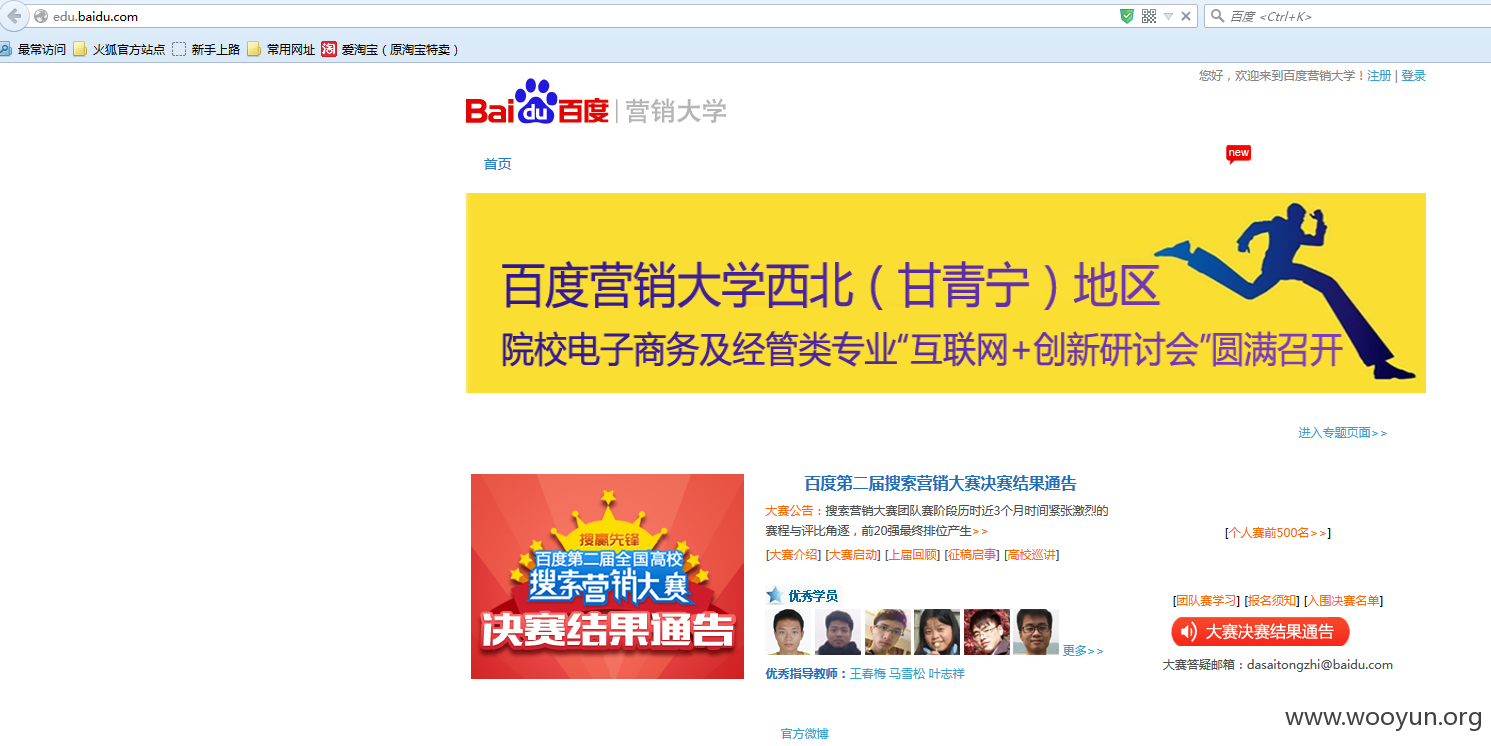 edu.baidu.com
百度 <Ctrl+K>
最常访问 火狐官方站点 新手上路 常用网址 淘 爱淘宝（原淘宝特卖）
您好，欢迎来到百度营销大学！注册 | 登录
Bai du 百度 | 营销大学
首页
new
百度营销大学西北（甘青宁）地区
院校电子商务及经管类专业“互联网+创新研讨会”圆满召开
进入专题页面>>
搜赢先锋
百度第二届全国高校
搜索营销大赛
决赛结果通告
百度第二届搜索营销大赛决赛结果通告
大赛公告：搜索营销大赛团队赛阶段历时近3个月时间紧张激烈的
赛程与评比角逐，前20强最终排位产生>>
[大赛介绍] [大赛启动] [上届回顾] [征稿启事] [高校巡讲]
优秀学员
更多>>
优秀指导教师：王春梅 马雪松 叶志祥
[个人赛前500名>>]
[团队赛学习] [报名须知] [入围决赛名单]
大赛决赛结果通告
大赛答疑邮箱：dasaitongzhi@baidu.com
官方微博
www.wooyun.org